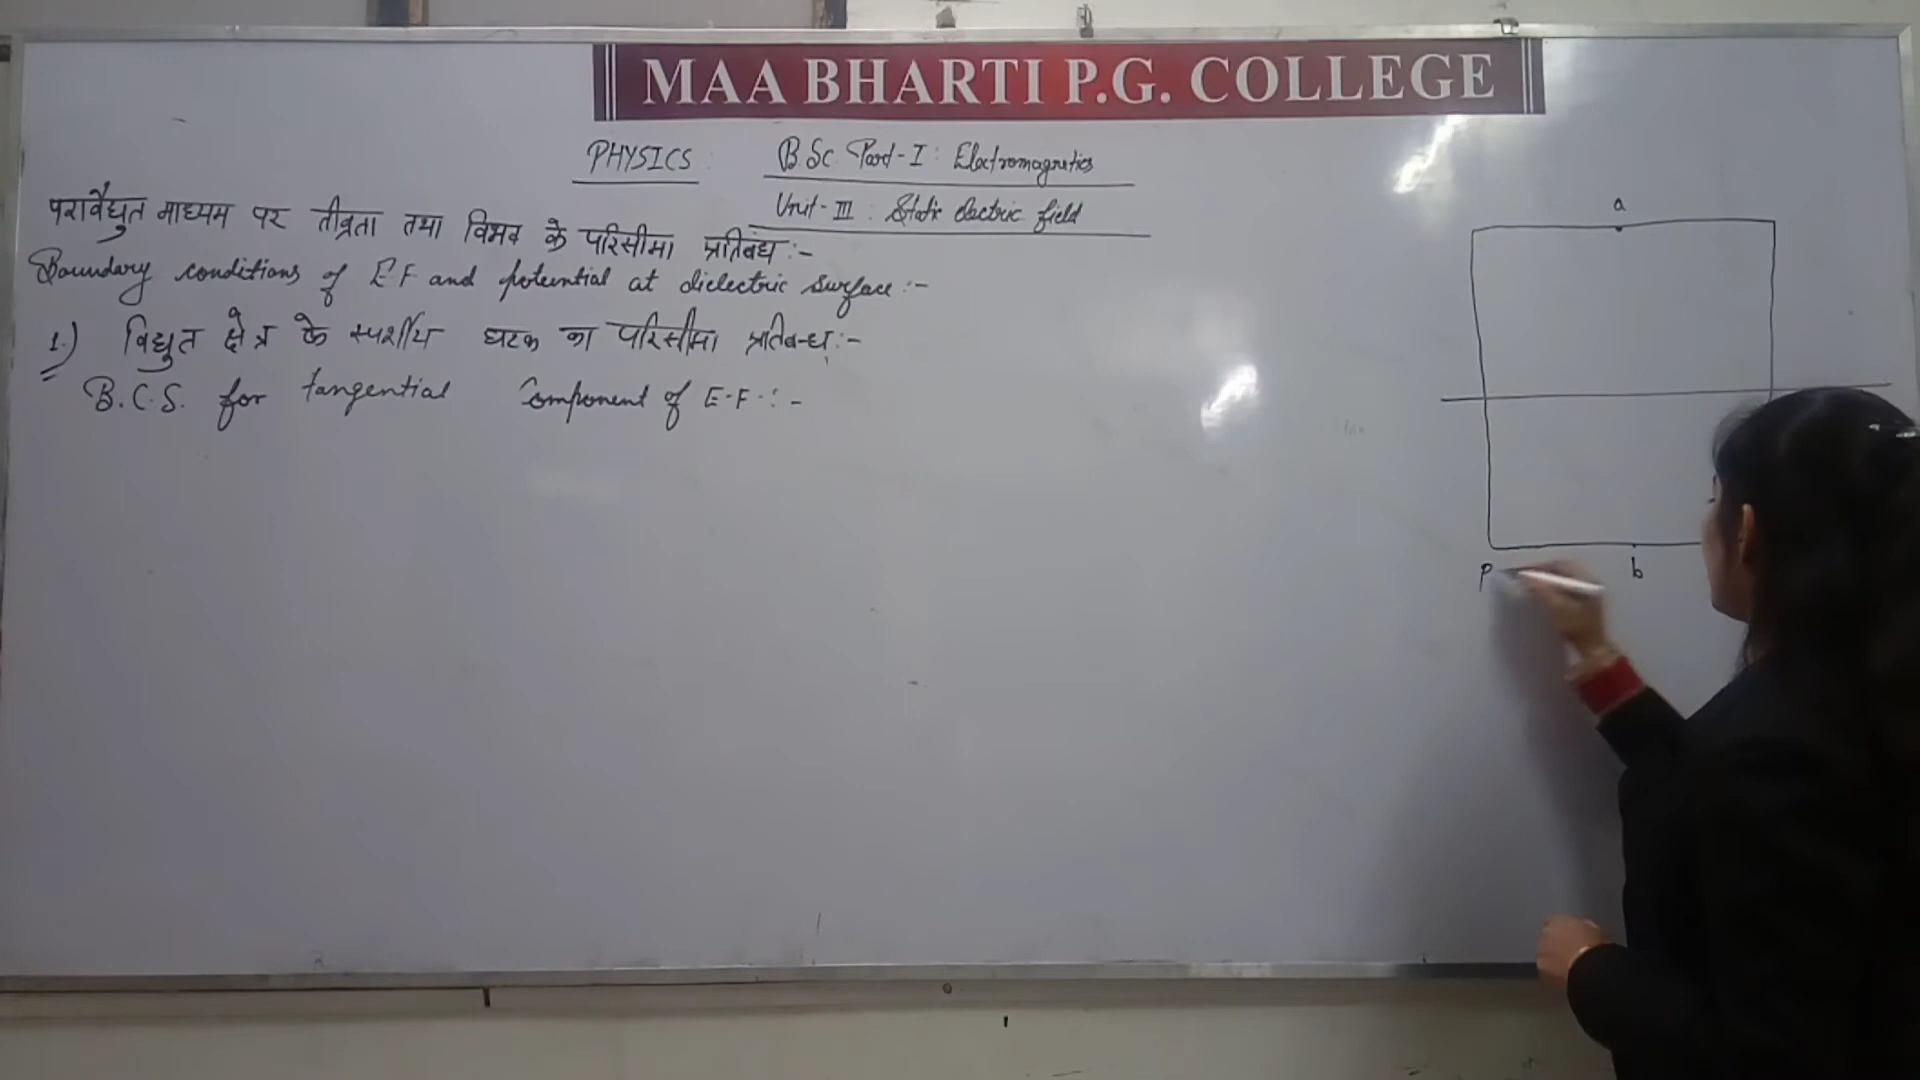 MAA BHARTI P.G. COLLEGE
PHYSICS : B.Sc. Part-I : Electromagnetics
Unit-III : Static electric field
परावैद्युत माध्यम पर तीव्रता तथा विभव के परिसीमा प्रतिबंध :-
Boundary conditions of E.F. and potential at dielectric surface :-
1.) विद्युत क्षेत्र के स्पर्शीय घटक का परिसीमा प्रतिबन्ध :-
B.C.S. for tangential Component of E.F. :-
a
P
b